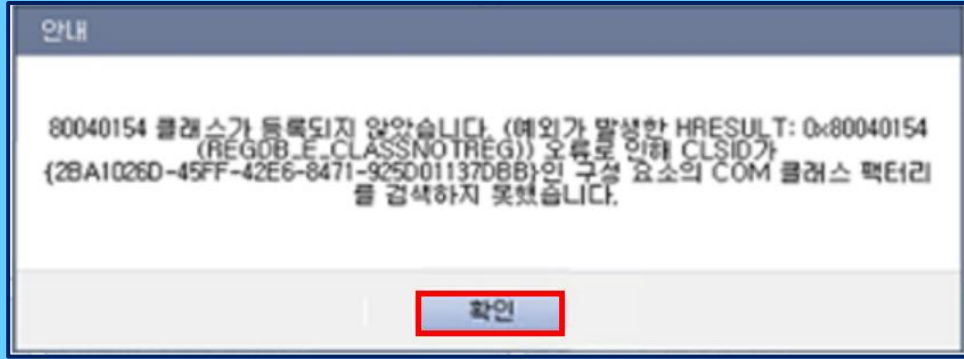 안내
80040154 클래스가 등록되지 않았습니다. (예외가 발생한 HRESULT: 0x80040154
(REGDB_E_CLASSNOTREG)) 오류로 인해 CLSID가
{2BA1026D-45FF-42E6-8471-925D01137DBB}인 구성 요소의 COM 클래스 팩터리
를 검색하지 못했습니다.
확인